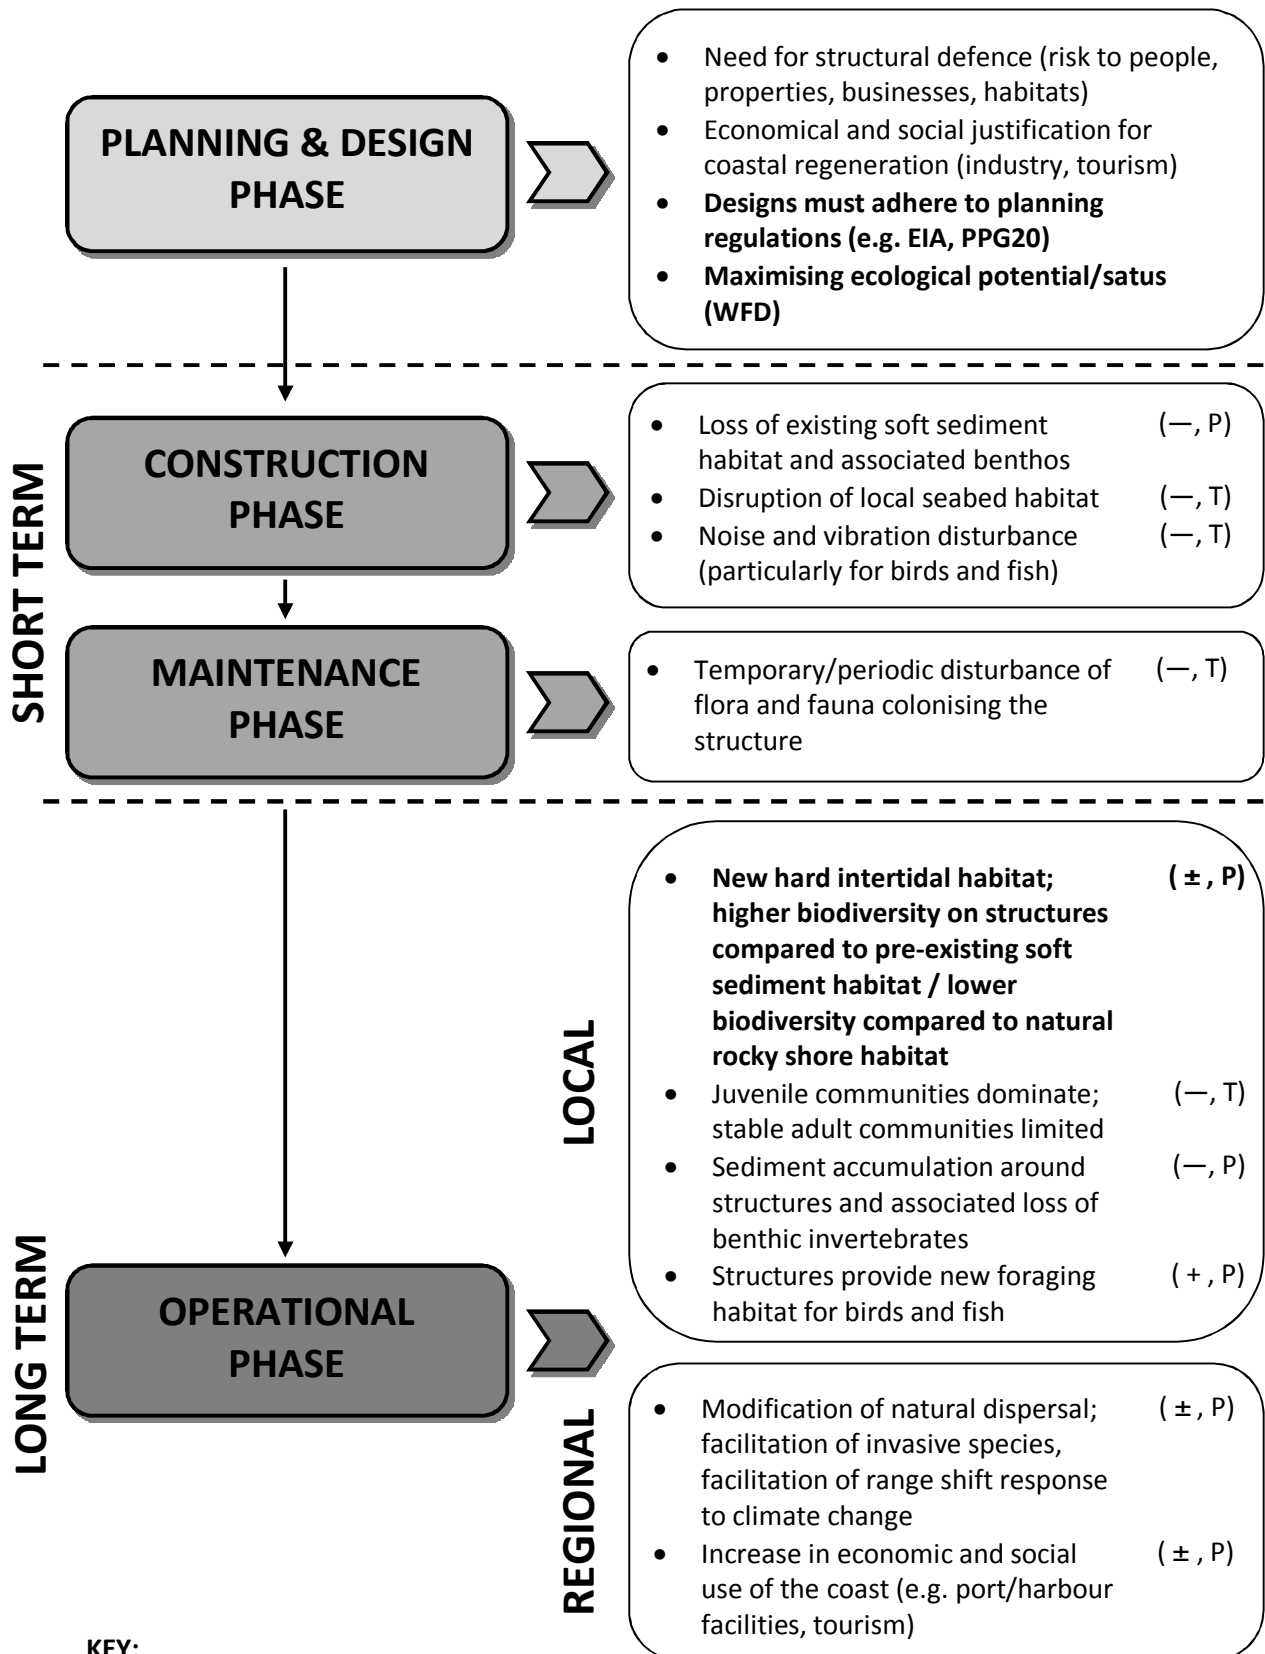 PLANNING & DESIGN
PHASE
• Need for structural defence (risk to people,
properties, businesses, habitats)
• Economical and social justification for
coastal regeneration (industry, tourism)
• Designs must adhere to planning
regulations (e.g. EIA, PPG20)
• Maximising ecological potential/satus
(WFD)
SHORT TERM
CONSTRUCTION
PHASE
• Loss of existing soft sediment (—, P)
habitat and associated benthos
• Disruption of local seabed habitat (—, T)
• Noise and vibration disturbance (—, T)
(particularly for birds and fish)
MAINTENANCE
PHASE
• Temporary/periodic disturbance of (—, T)
flora and fauna colonising the
structure
LONG TERM
OPERATIONAL
PHASE
LOCAL
• New hard intertidal habitat; ( ± , P)
higher biodiversity on structures
compared to pre-existing soft
sediment habitat / lower
biodiversity compared to natural
rocky shore habitat
• Juvenile communities dominate; (—, T)
stable adult communities limited
• Sediment accumulation around (—, P)
structures and associated loss of
benthic invertebrates
• Structures provide new foraging ( + , P)
habitat for birds and fish
REGIONAL
• Modification of natural dispersal; ( ± , P)
facilitation of invasive species,
facilitation of range shift response
to climate change
• Increase in economic and social ( ± , P)
use of the coast (e.g. port/harbour
facilities, tourism)
KEY: